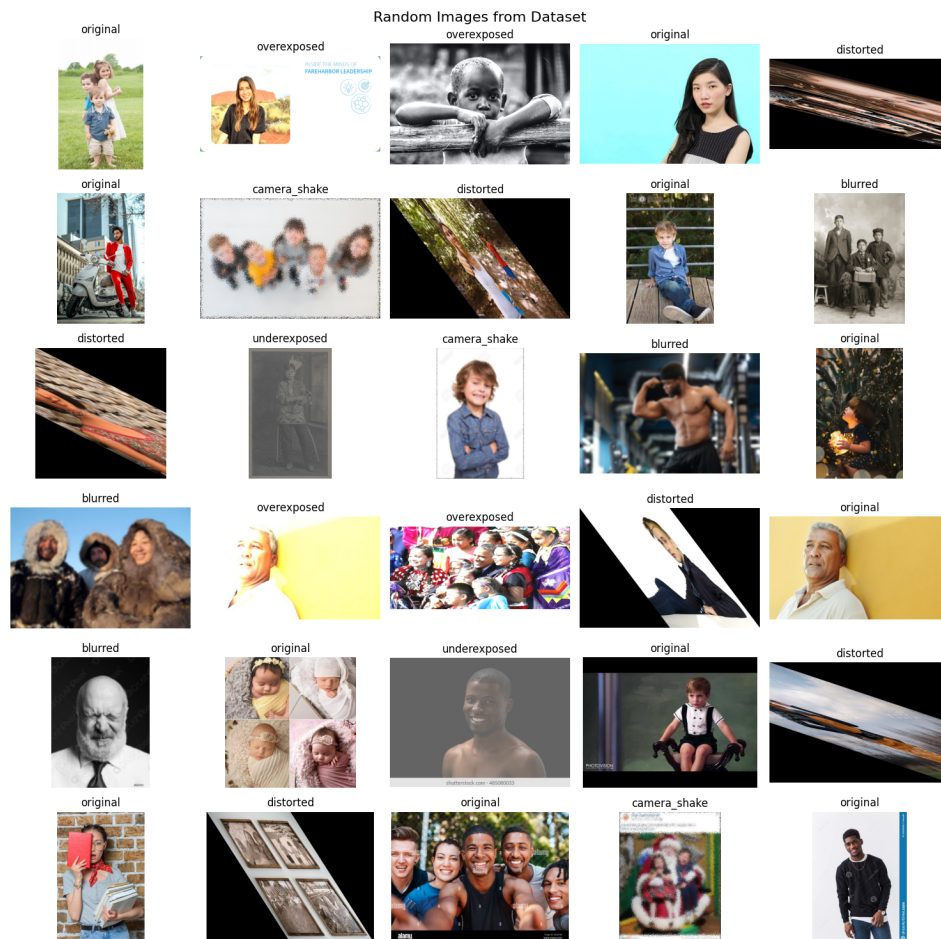 Random Images from Dataset
original
overexposed
overexposed
original
distorted
INSIDE THE MINDS OF
FAREHARBOR LEADERSHIP
original
camera_shake
distorted
original
blurred
distorted
underexposed
camera_shake
blurred
original
blurred
overexposed
overexposed
distorted
original
blurred
original
underexposed
original
distorted
PHOTOVISION
original
distorted
original
camera_shake
original
alamy